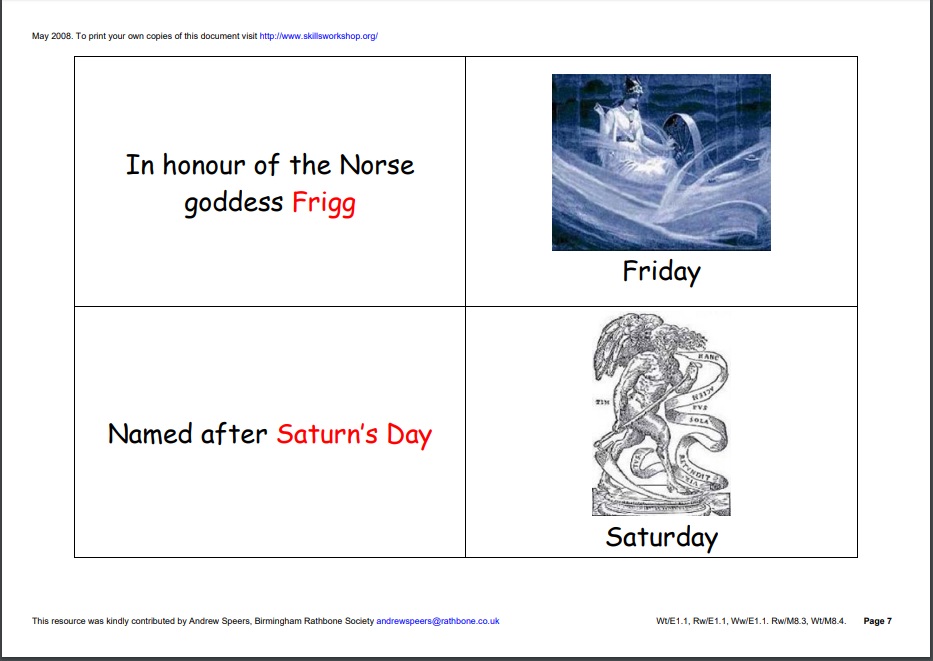 May 2008. To print your own copies of this document visit http://www.skillsworkshop.org/
In honour of the Norse
goddess Frigg
Friday
Named after Saturn's Day
HANC
ACIEM
TIM
FVS
SOLA
RETVNDIT
Saturday
This resource was kindly contributed by Andrew Speers, Birmingham Rathbone Society andrewspeers@rathbone.co.uk
Wt/E1.1, Rw/E1.1, Ww/E1.1. Rw/M8.3, Wt/M8.4. Page 7